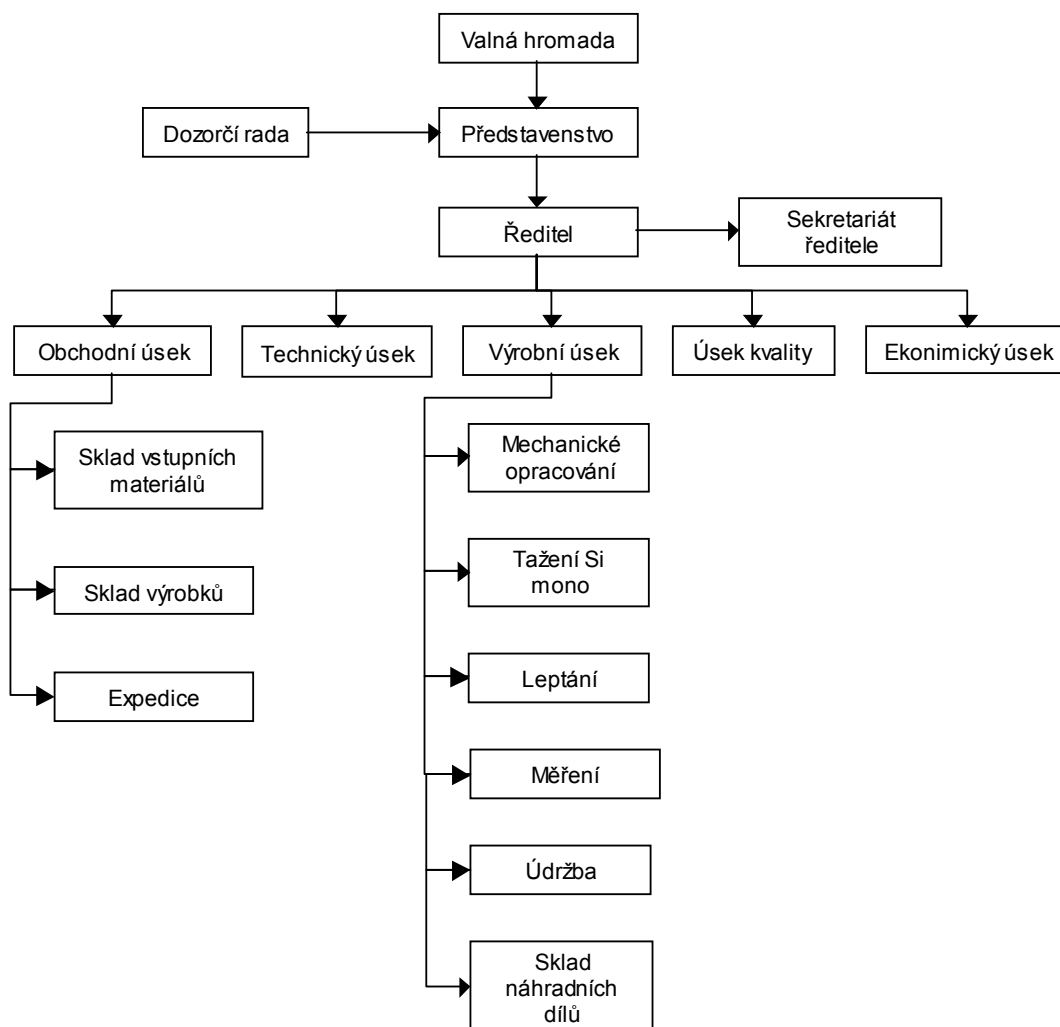 Valná hromada
Dozorčí rada
Představenstvo
Ředitel
Sekretariát
ředitele
Obchodní úsek
Technický úsek
Výrobní úsek
Úsek kvality
Ekonimický úsek
Sklad vstupních
materiálů
Sklad výrobků
Expedice
Mechanické
opracování
Tažení Si
mono
Leptání
Měření
Údržba
Sklad
náhradních
dílů